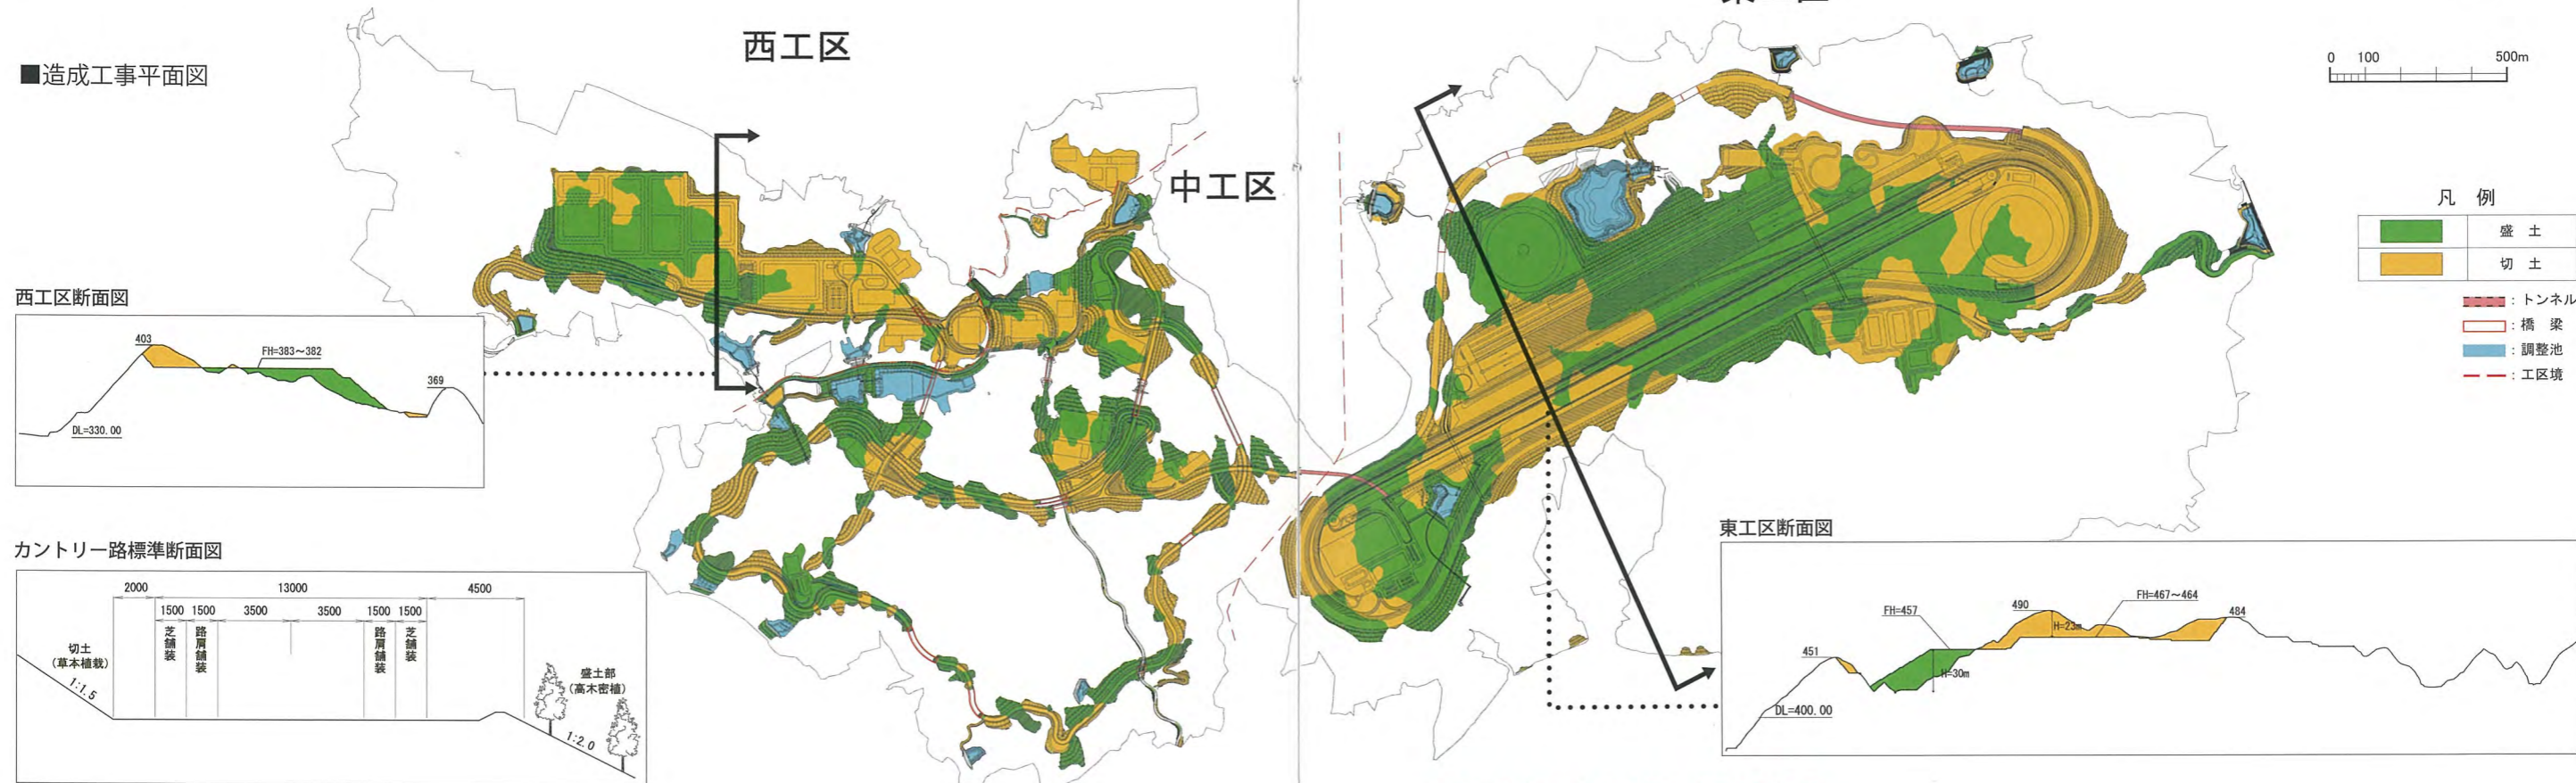 ■造成工事平面図
西工区
中工区
0 100 500m
凡 例
盛 土
切 土
: トンネル
: 橋 梁
: 調整池
: 工区境
西工区断面図
403
FH=383~382
369
DL=330.00
カントリー路標準断面図
2000 13000 4500
1500 1500 3500 3500 1500 1500
芝舗装
路肩舗装
路肩舗装
芝舗装
切土
(草本植栽)
1:1.5
盛土部
(高木密植)
1:2.0
東工区断面図
FH=457
490
FH=467~464
484
H=23m
451
H=30m
DL=400.00